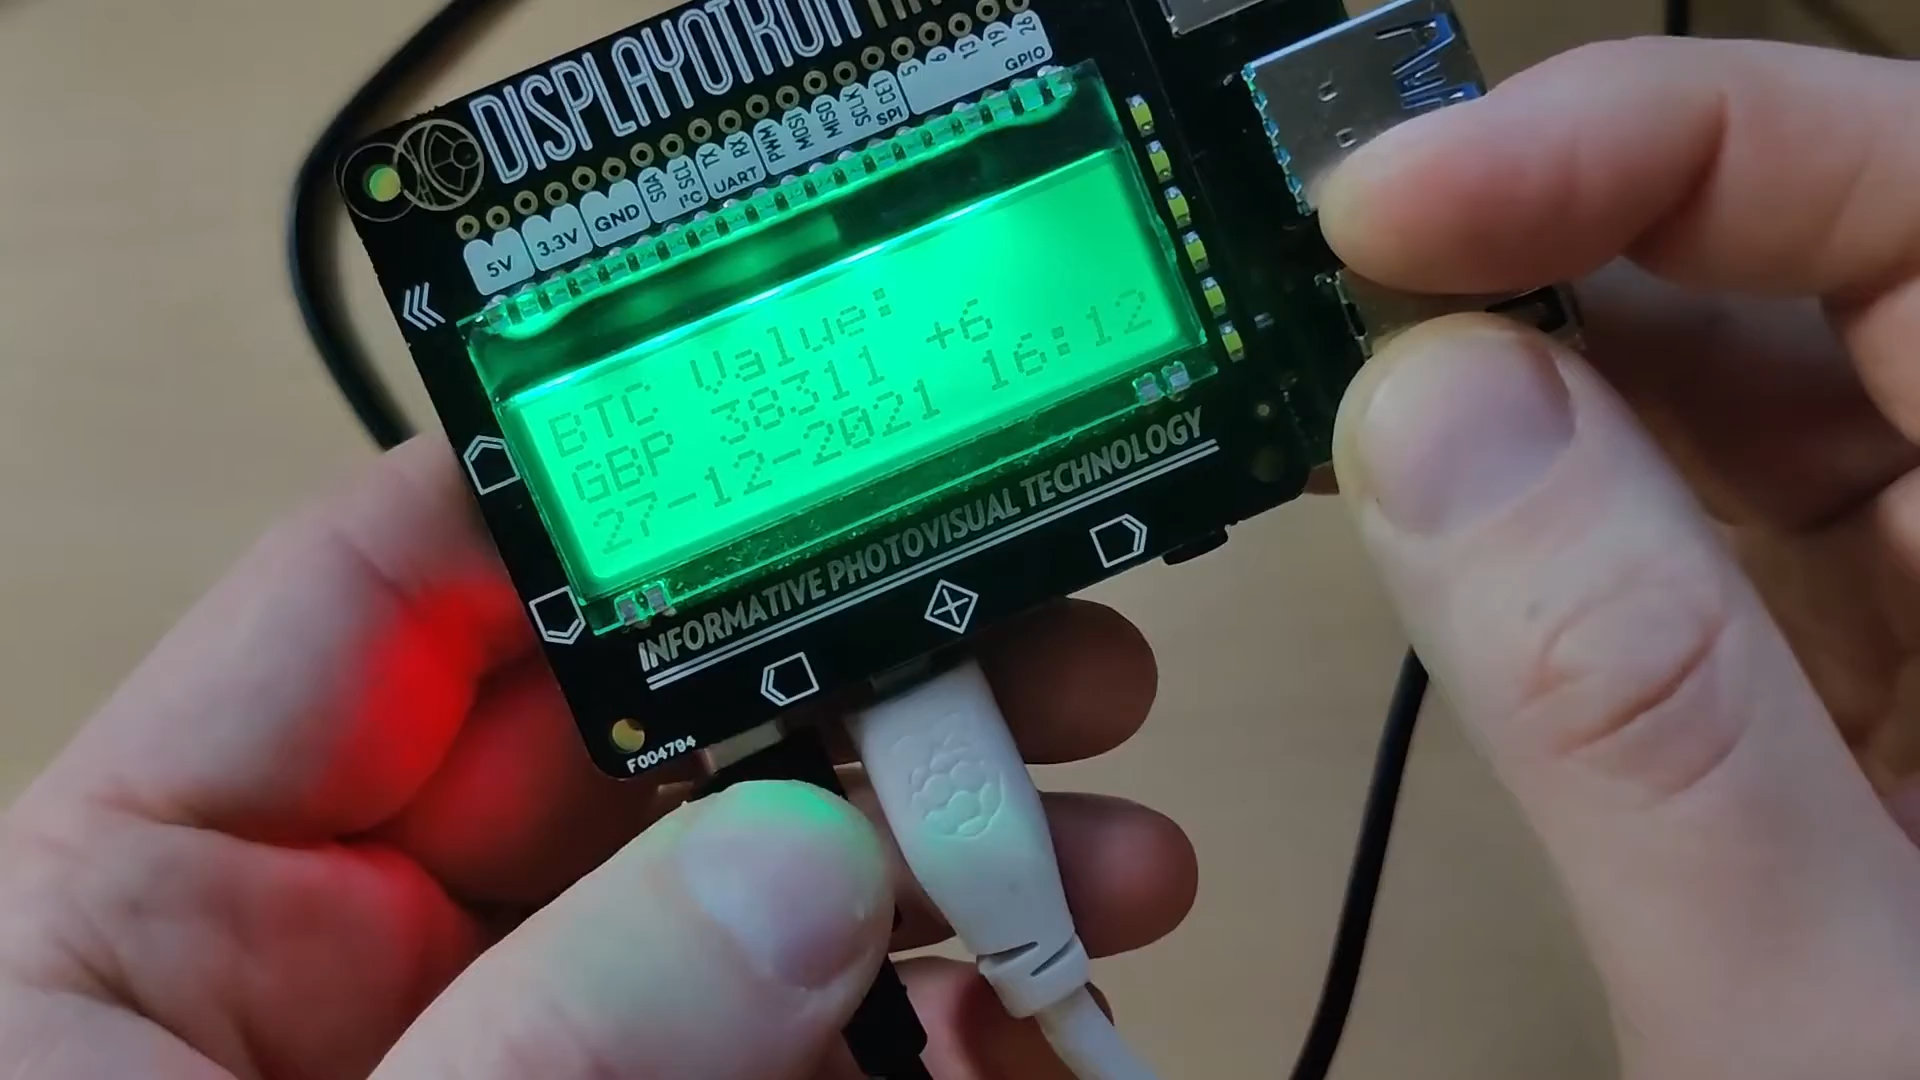 DISPLAYOTRON
5V 3.3V GND SDA SCL TX RX PWM MOSI MISO SCLK CE1 5 6 13 19 26
I²C UART SPI GPIO
BTC Value:
GBP 38311 +6
27-12-2021 16:12
INFORMATIVE PHOTOVISUAL TECHNOLOGY
F004794